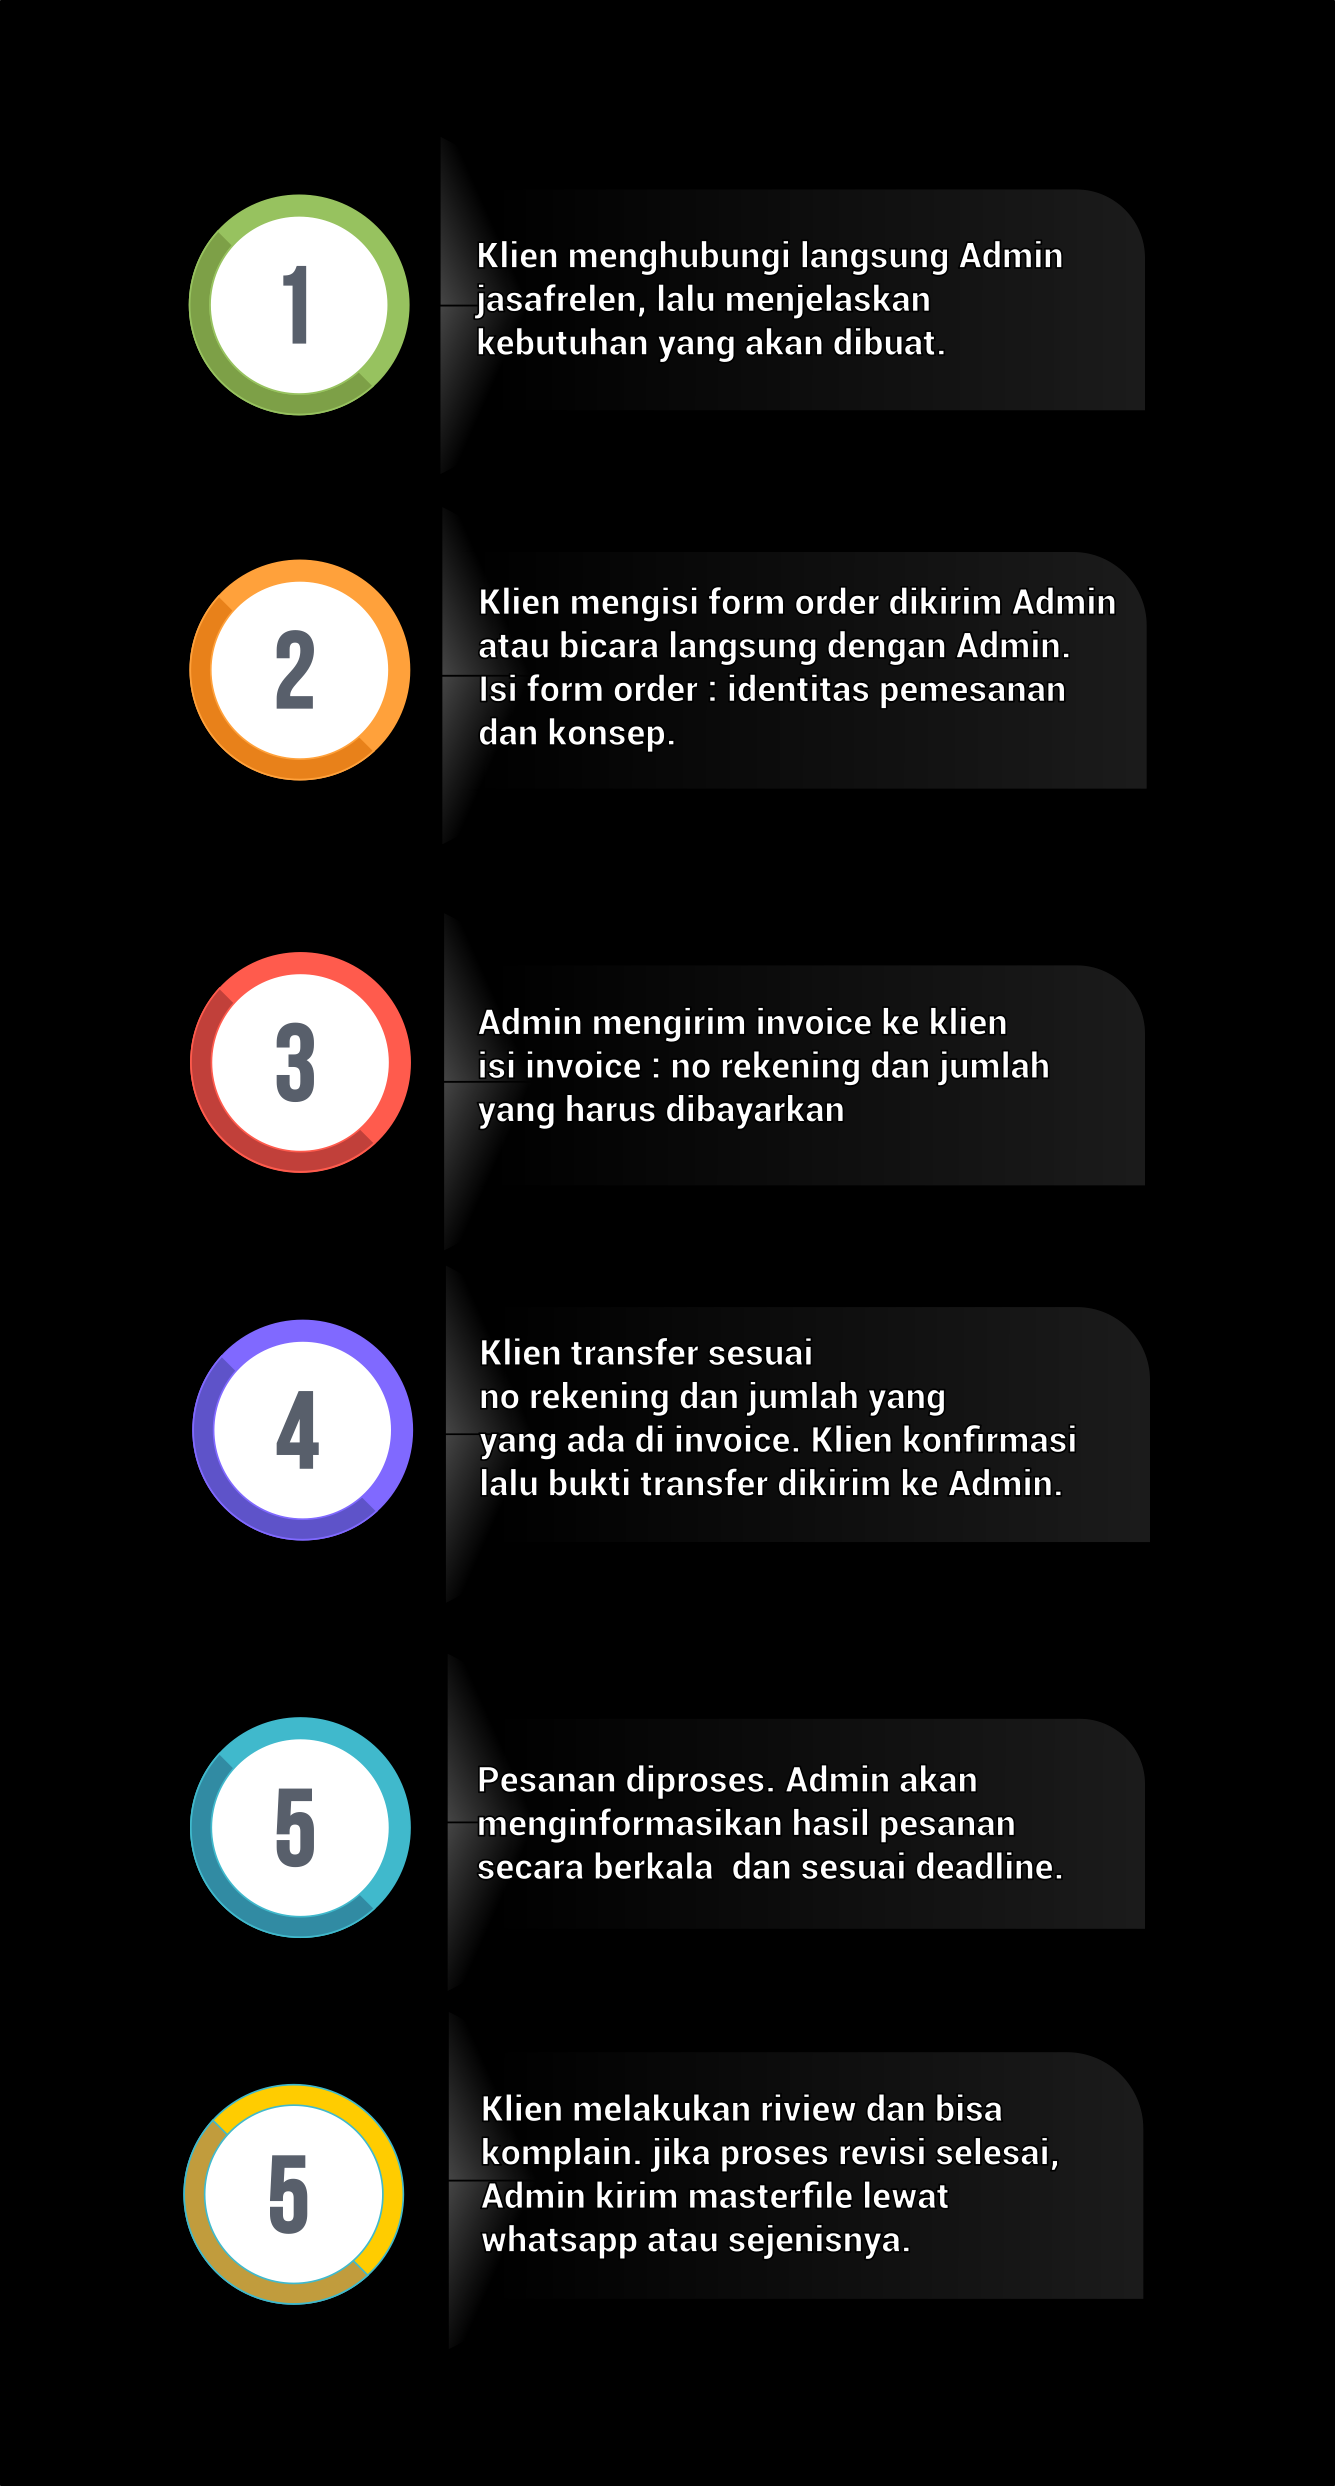 1
Klien menghubungi langsung Admin
jasafrelen, lalu menjelaskan
kebutuhan yang akan dibuat.
2
Klien mengisi form order dikirim Admin
atau bicara langsung dengan Admin.
Isi form order : identitas pemesanan
dan konsep.
3
Admin mengirim invoice ke klien
isi invoice : no rekening dan jumlah
yang harus dibayarkan
4
Klien transfer sesuai
no rekening dan jumlah yang
yang ada di invoice. Klien konfirmasi
lalu bukti transfer dikirim ke Admin.
5
Pesanan diproses. Admin akan
menginformasikan hasil pesanan
secara berkala  dan sesuai deadline.
5
Klien melakukan riview dan bisa
komplain. jika proses revisi selesai,
Admin kirim masterfile lewat
whatsapp atau sejenisnya.